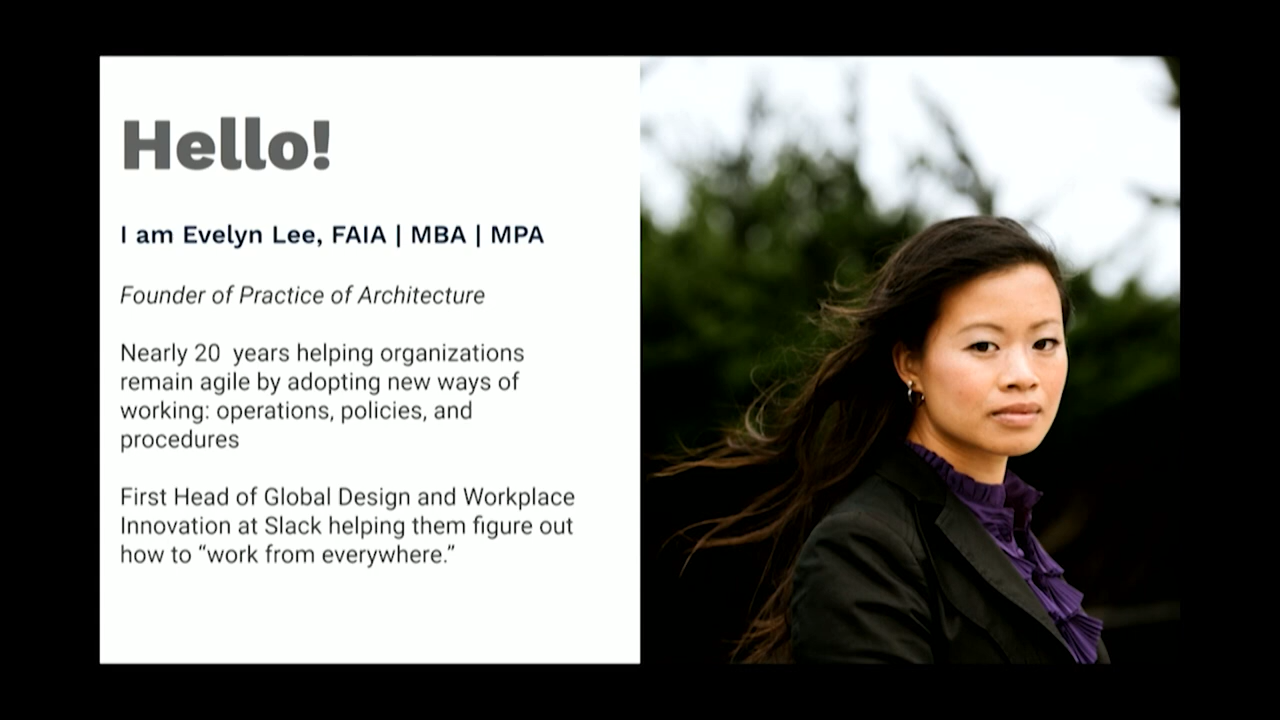 Hello!
I am Evelyn Lee, FAIA | MBA | MPA
Founder of Practice of Architecture
Nearly 20  years helping organizations
remain agile by adopting new ways of
working: operations, policies, and
procedures
First Head of Global Design and Workplace
Innovation at Slack helping them figure out
how to “work from everywhere.”